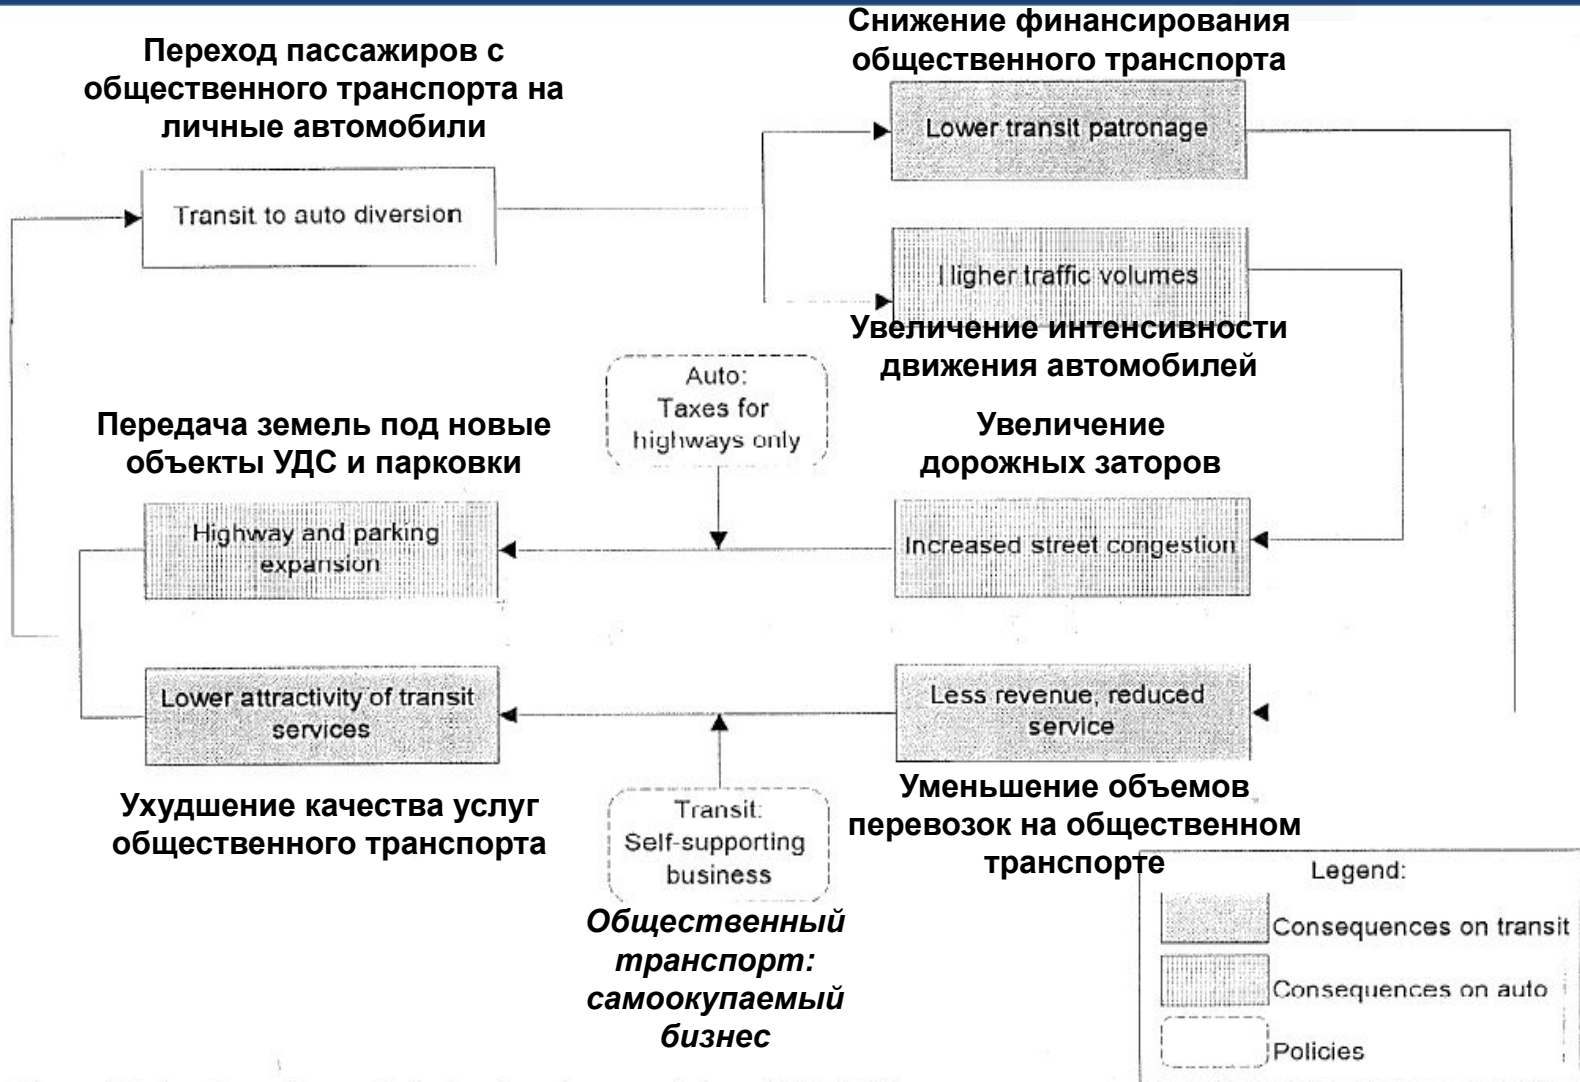 Снижение финансирования
общественного транспорта
Переход пассажиров с
общественного транспорта на
личные автомобили
Lower transit patronage
Transit to auto diversion
Higher traffic volumes
Увеличение интенсивности
движения автомобилей
Auto:
Taxes for
highways only
Передача земель под новые
объекты УДС и парковки
Увеличение
дорожных заторов
Highway and parking
expansion
Increased street congestion
Lower attractivity of transit
services
Less revenue, reduced
service
Ухудшение качества услуг
общественного транспорта
Transit:
Self-supporting
business
Уменьшение объемов
перевозок на общественном
транспорте
Общественный
транспорт:
самоокупаемый
бизнес
Legend:
Consequences on transit
Consequences on auto
Policies